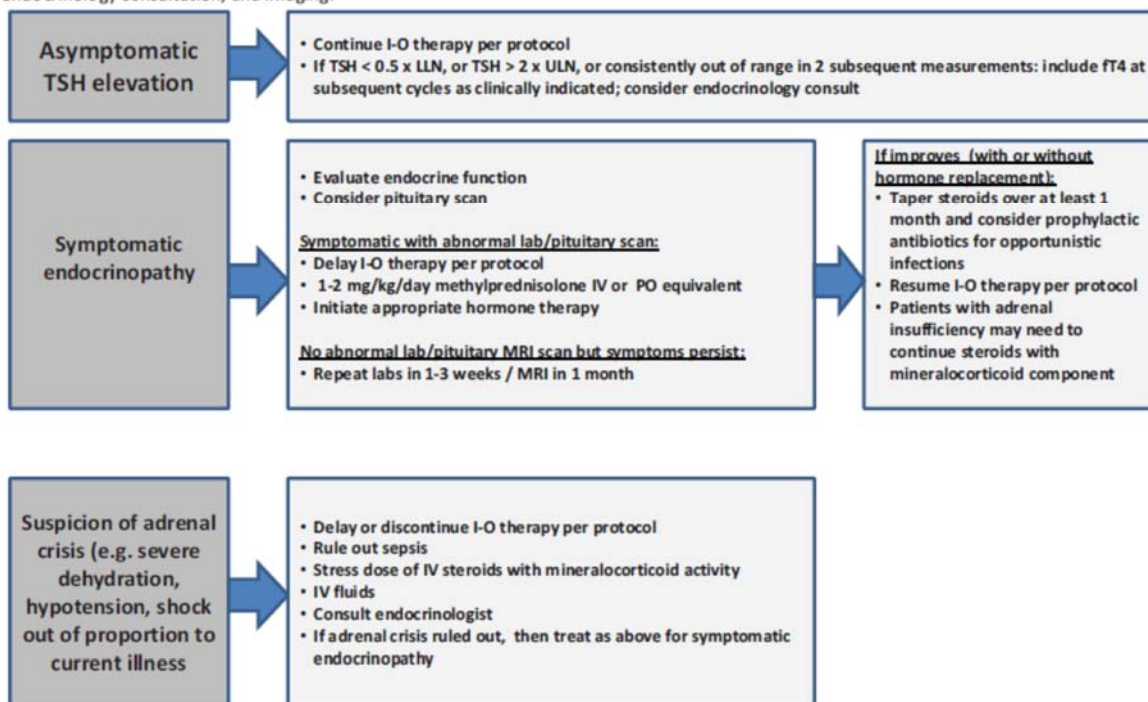 endocrinology consultation, and imaging.
Asymptomatic
TSH elevation
• Continue I-O therapy per protocol
• If TSH < 0.5 x LLN, or TSH > 2 x ULN, or consistently out of range in 2 subsequent measurements: include fT4 at
subsequent cycles as clinically indicated; consider endocrinology consult
Symptomatic
endocrinopathy
• Evaluate endocrine function
• Consider pituitary scan
Symptomatic with abnormal lab/pituitary scan:
• Delay I-O therapy per protocol
• 1-2 mg/kg/day methylprednisolone IV or PO equivalent
• Initiate appropriate hormone therapy
No abnormal lab/pituitary MRI scan but symptoms persist:
• Repeat labs in 1-3 weeks / MRI in 1 month
If improves (with or without
hormone replacement):
• Taper steroids over at least 1
month and consider prophylactic
antibiotics for opportunistic
infections
• Resume I-O therapy per protocol
• Patients with adrenal
insufficiency may need to
continue steroids with
mineralocorticoid component
Suspicion of adrenal
crisis (e.g. severe
dehydration,
hypotension, shock
out of proportion to
current illness
• Delay or discontinue I-O therapy per protocol
• Rule out sepsis
• Stress dose of IV steroids with mineralocorticoid activity
• IV fluids
• Consult endocrinologist
• If adrenal crisis ruled out, then treat as above for symptomatic
endocrinopathy